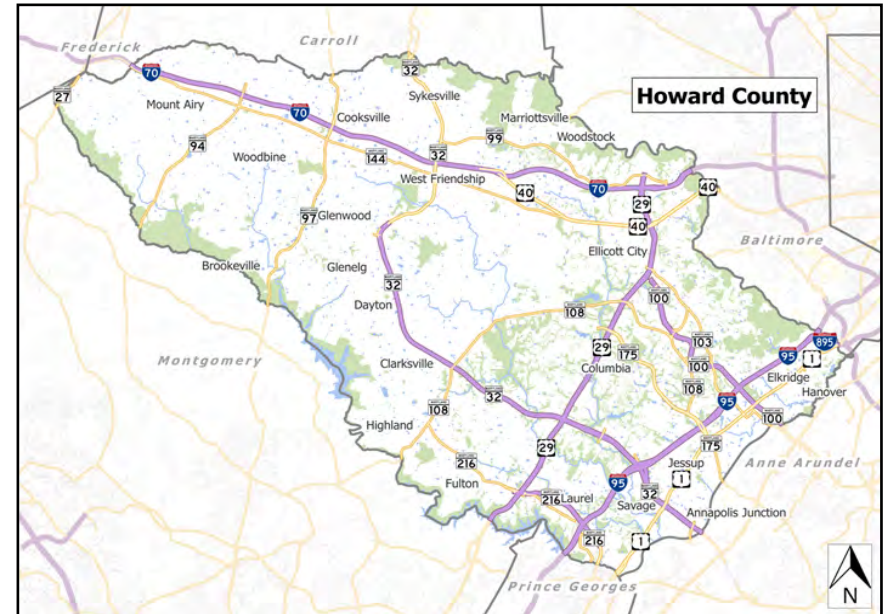 Carroll
Frederick
32
70
Howard County
27
Sykesville
Mount Airy
70
Marriottsville
Cooksville
Woodstock
94
99
32
Woodbine
144
West Friendship
70
40
40
29
97
Glenwood
40
Baltimore
Ellicott City
Brookeville
Glenelg
32
100
Dayton
108
895
103
29
175
95
1
Montgomery
Clarksville
Columbia
100
Elkridge
32
108
Hanover
95
108
100
Highland
29
175
216
Jessup
Anne Arundel
Fulton
95
1
216
Laurel
32
Savage
Annapolis Junction
216
1
Prince Georges
N